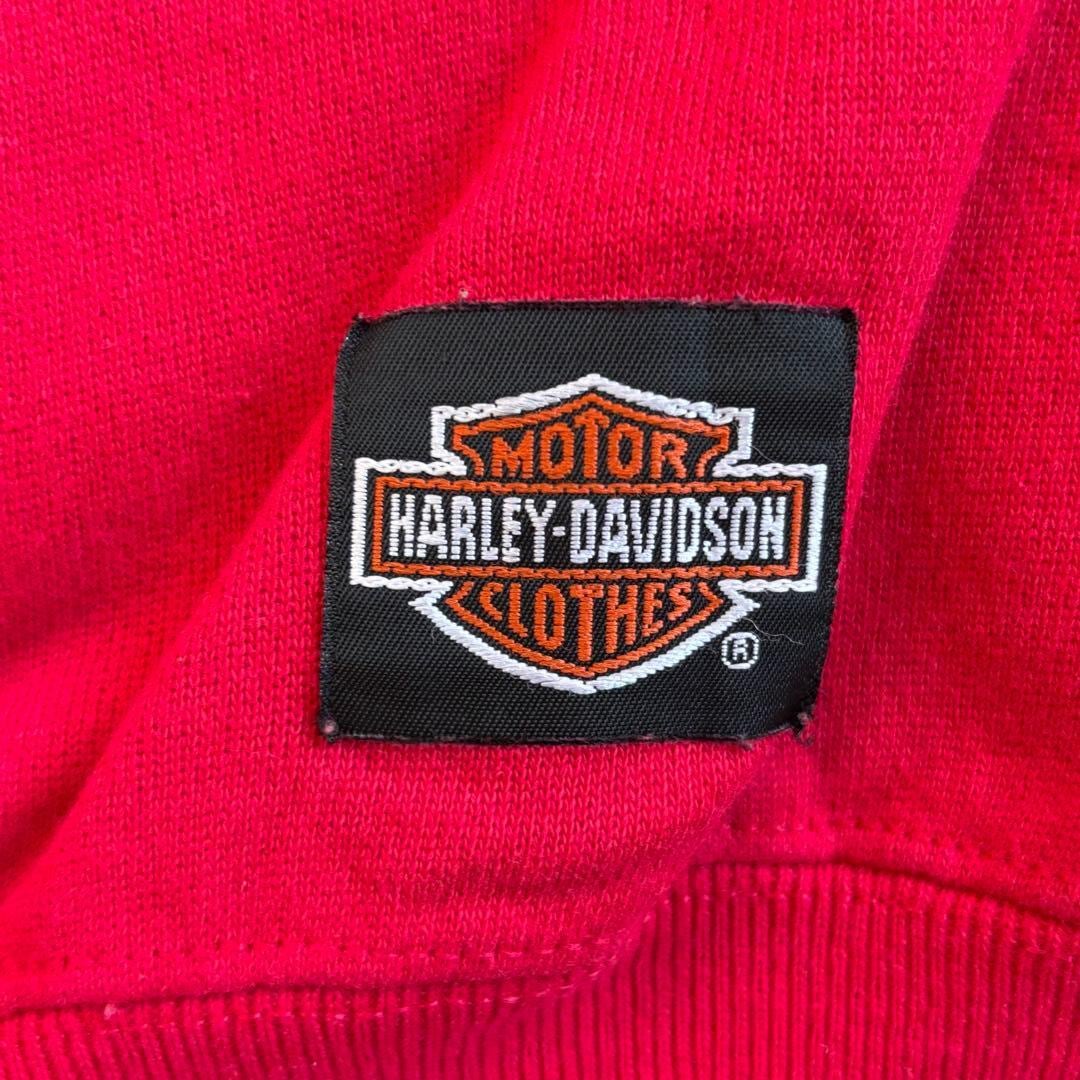 MOTOR
HARLEY-DAVIDSON
CLOTHES
®